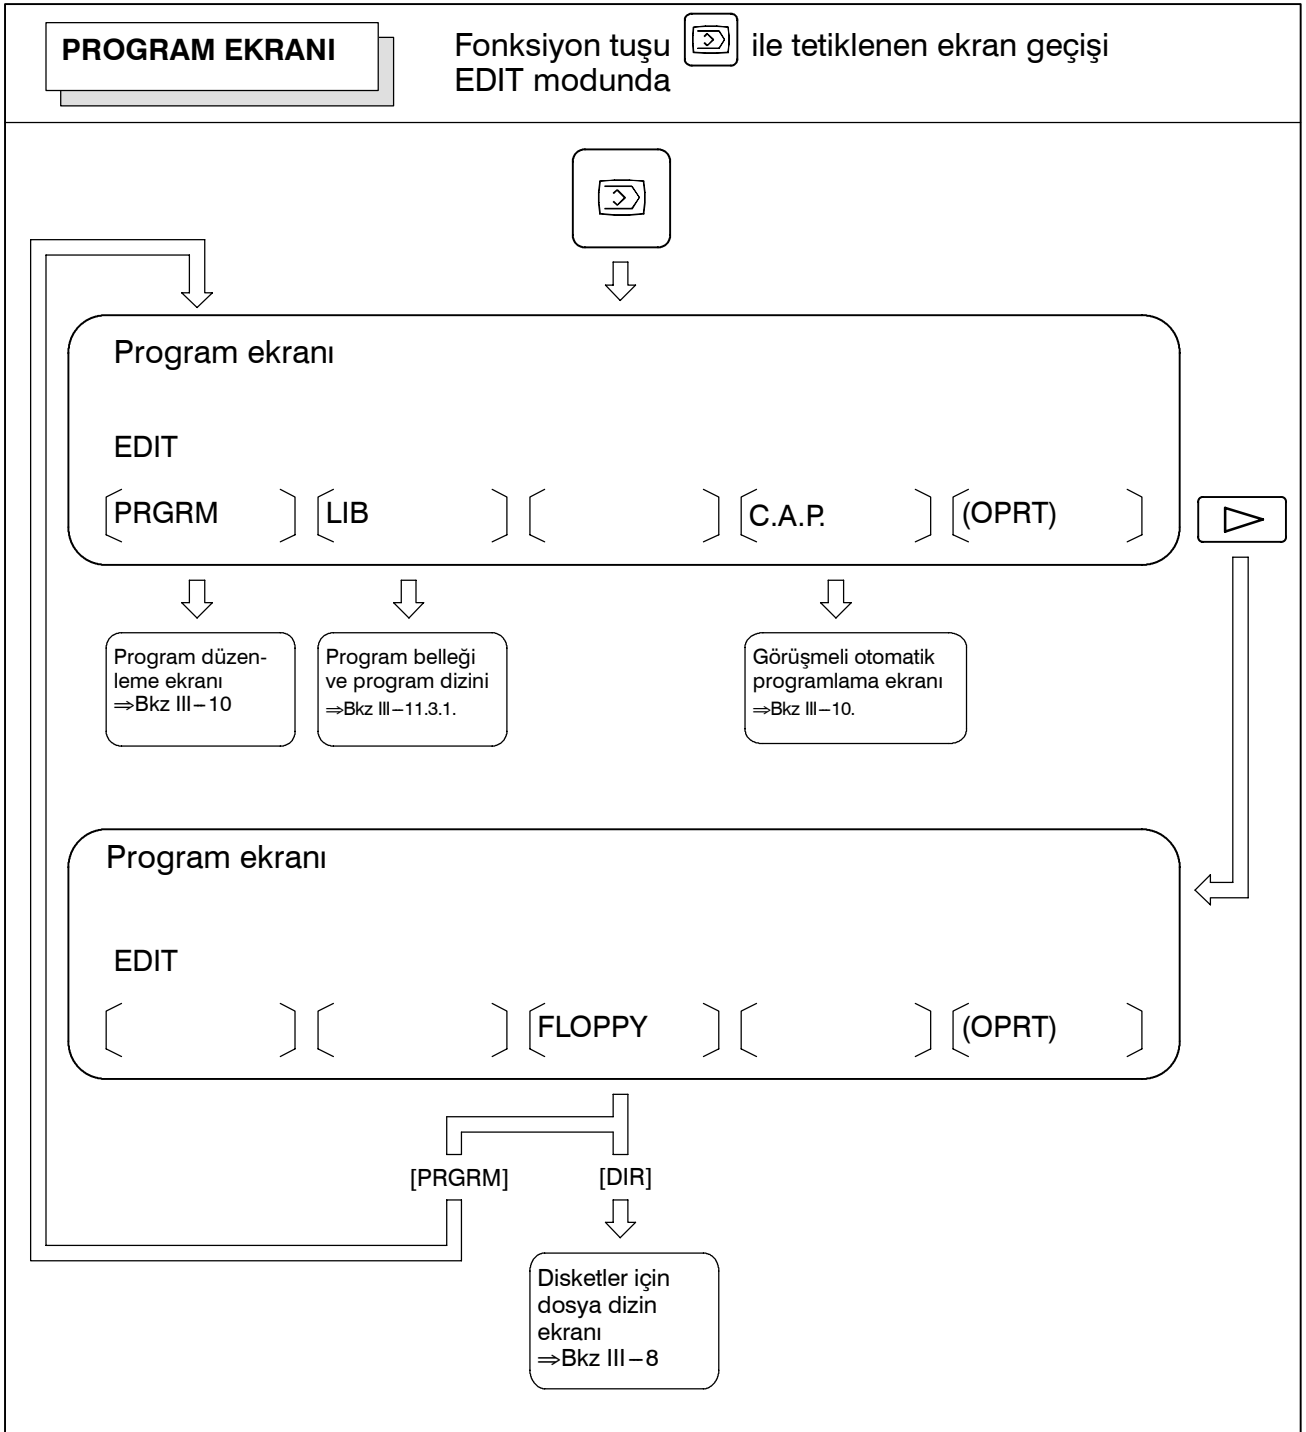 PROGRAM EKRANI
Fonksiyon tuşu ile tetiklenen ekran geçişi
EDIT modunda
Program ekranı
EDIT
PRGRM LIB C.A.P. (OPRT)
Program düzen-
leme ekranı
⇒Bkz III–10
Program belleği
ve program dizini
⇒Bkz III–11.3.1.
Görüşmeli otomatik
programlama ekranı
⇒Bkz III–10.
Program ekranı
EDIT
FLOPPY (OPRT)
[PRGRM] [DIR]
Disketler için
dosya dizin
ekranı
⇒Bkz III–8